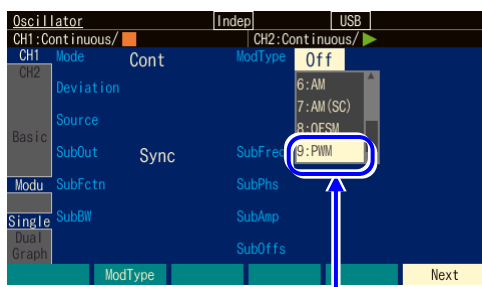 Oscillator Indep USB
CH1:Continuous/ CH2:Continuous/
CH1 Mode Cont ModType Off
CH2
Deviation 6:AM
7:AM(SC)
Source 8:OFSM
Basic
SubOut Sync SubFreq 9:PWM
Modu SubFctn SubPhs
Single SubBW SubAmp
Dual
Graph SubOffs
ModType Next